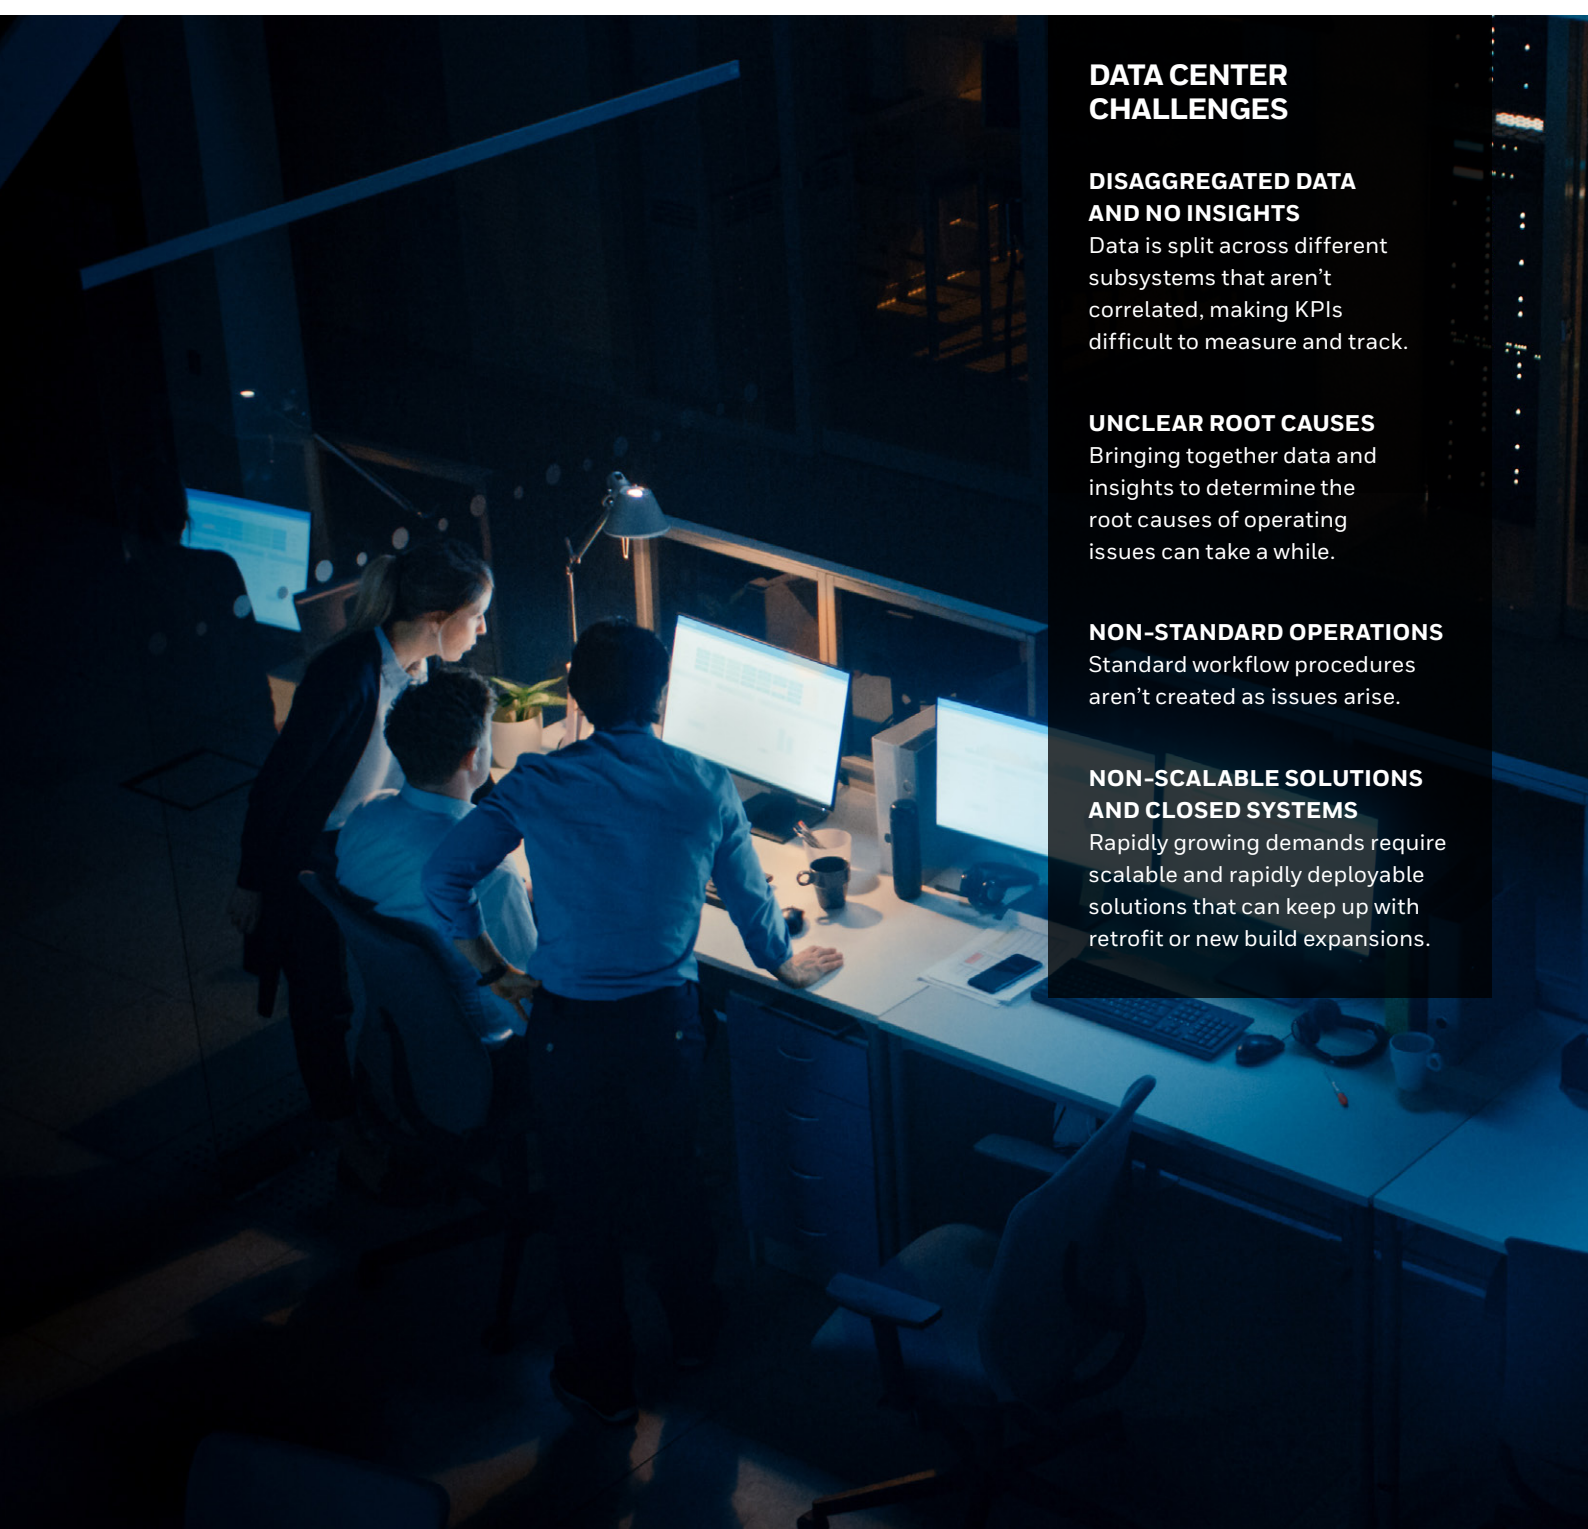 DATA CENTER
CHALLENGES
DISAGGREGATED DATA
AND NO INSIGHTS
Data is split across different
subsystems that aren't
correlated, making KPIs
difficult to measure and track.
UNCLEAR ROOT CAUSES
Bringing together data and
insights to determine the
root causes of operating
issues can take a while.
NON-STANDARD OPERATIONS
Standard workflow procedures
aren't created as issues arise.
NON-SCALABLE SOLUTIONS
AND CLOSED SYSTEMS
Rapidly growing demands require
scalable and rapidly deployable
solutions that can keep up with
retrofit or new build expansions.